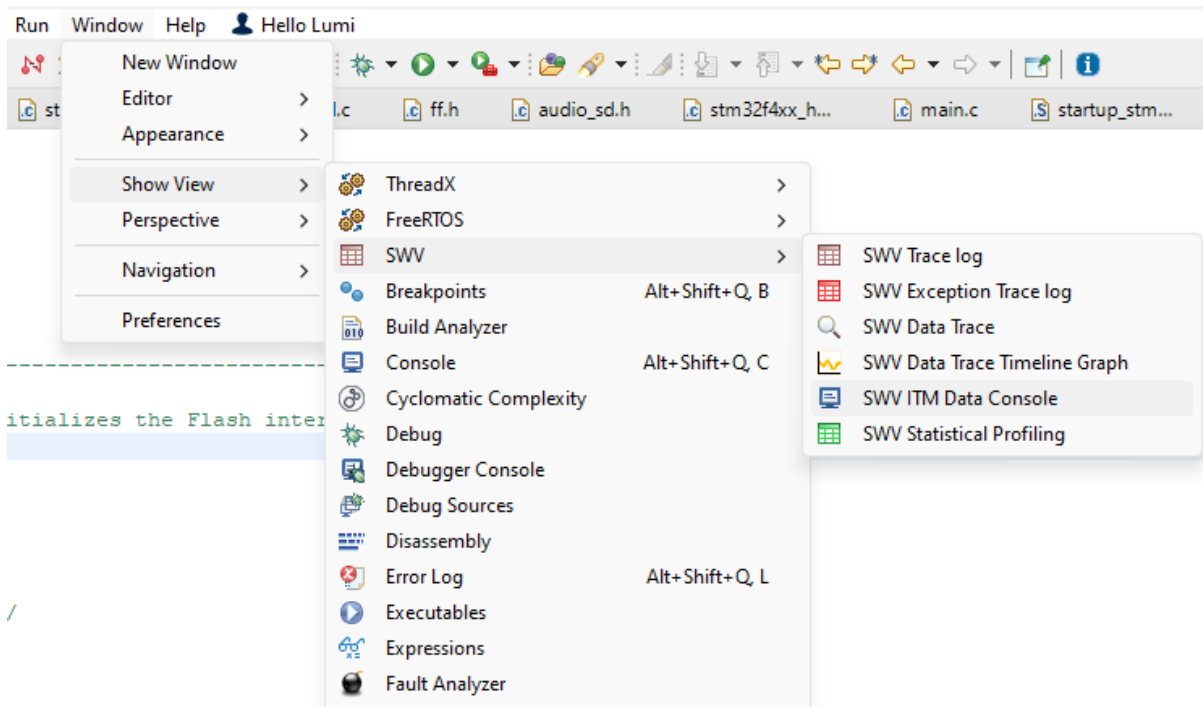 Run Window Help Hello Lumi
New Window
Editor
Appearance
Show View
Perspective
Navigation
Preferences
st
l.c
ff.h
audio_sd.h
stm32f4xx_h...
main.c
startup_stm...
ThreadX
FreeRTOS
SWV
Breakpoints Alt+Shift+Q, B
Build Analyzer
Console Alt+Shift+Q, C
Cyclomatic Complexity
Debug
Debugger Console
Debug Sources
Disassembly
Error Log Alt+Shift+Q, L
Executables
Expressions
Fault Analyzer
SWV Trace log
SWV Exception Trace log
SWV Data Trace
SWV Data Trace Timeline Graph
SWV ITM Data Console
SWV Statistical Profiling
-------------------------
itializes the Flash inter
/